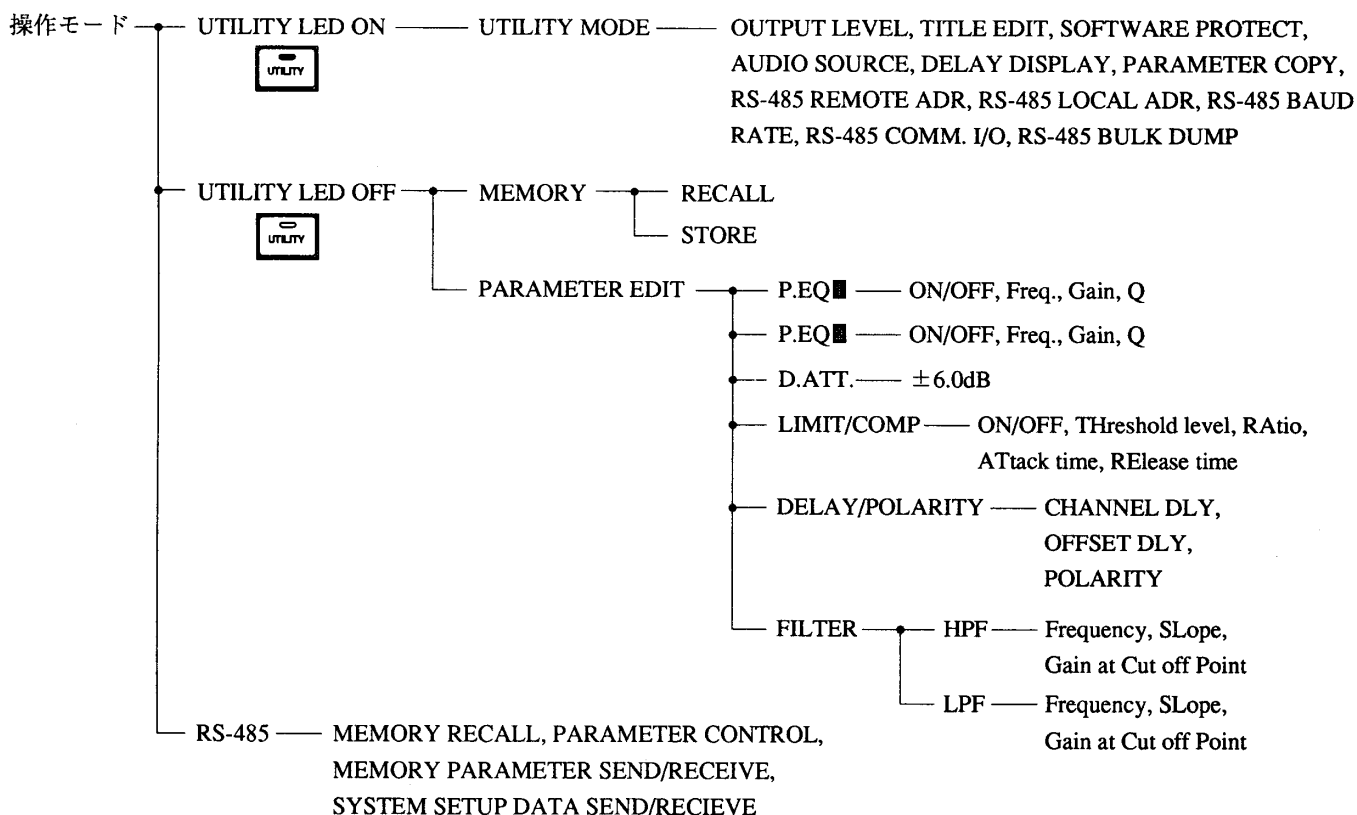 操作モード
UTILITY LED ON
UTILITY MODE
OUTPUT LEVEL, TITLE EDIT, SOFTWARE PROTECT,
AUDIO SOURCE, DELAY DISPLAY, PARAMETER COPY,
RS-485 REMOTE ADR, RS-485 LOCAL ADR, RS-485 BAUD
RATE, RS-485 COMM. I/O, RS-485 BULK DUMP
UTILITY
UTILITY LED OFF
MEMORY
RECALL
STORE
UTILITY
PARAMETER EDIT
P.EQ
ON/OFF, Freq., Gain, Q
P.EQ
ON/OFF, Freq., Gain, Q
D.ATT.
±6.0dB
LIMIT/COMP
ON/OFF, THreshold level, RAtio,
ATtack time, RElease time
DELAY/POLARITY
CHANNEL DLY,
OFFSET DLY,
POLARITY
FILTER
HPF
Frequency, SLope,
Gain at Cut off Point
LPF
Frequency, SLope,
Gain at Cut off Point
RS-485
MEMORY RECALL, PARAMETER CONTROL,
MEMORY PARAMETER SEND/RECEIVE,
SYSTEM SETUP DATA SEND/RECIEVE